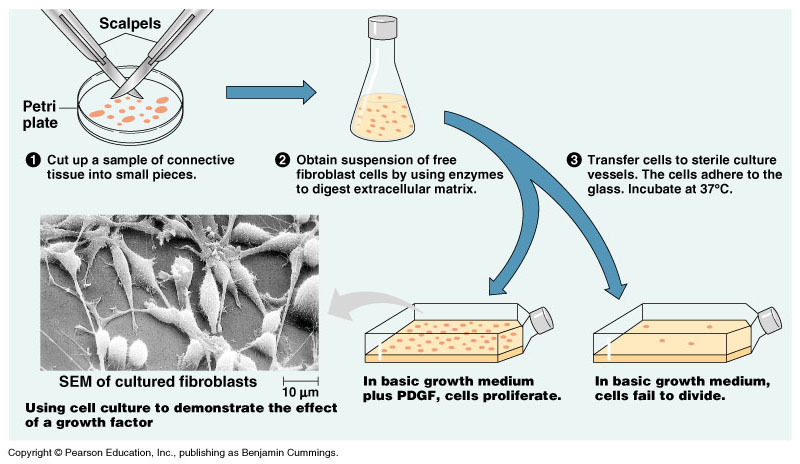 Scalpels
Petri
plate
1 Cut up a sample of connective
tissue into small pieces.
2 Obtain suspension of free
fibroblast cells by using enzymes
to digest extracellular matrix.
3 Transfer cells to sterile culture
vessels. The cells adhere to the
glass. Incubate at 37°C.
SEM of cultured fibroblasts
10 µm
Using cell culture to demonstrate the effect
of a growth factor
In basic growth medium
plus PDGF, cells proliferate.
In basic growth medium,
cells fail to divide.
Copyright © Pearson Education, Inc., publishing as Benjamin Cummings.